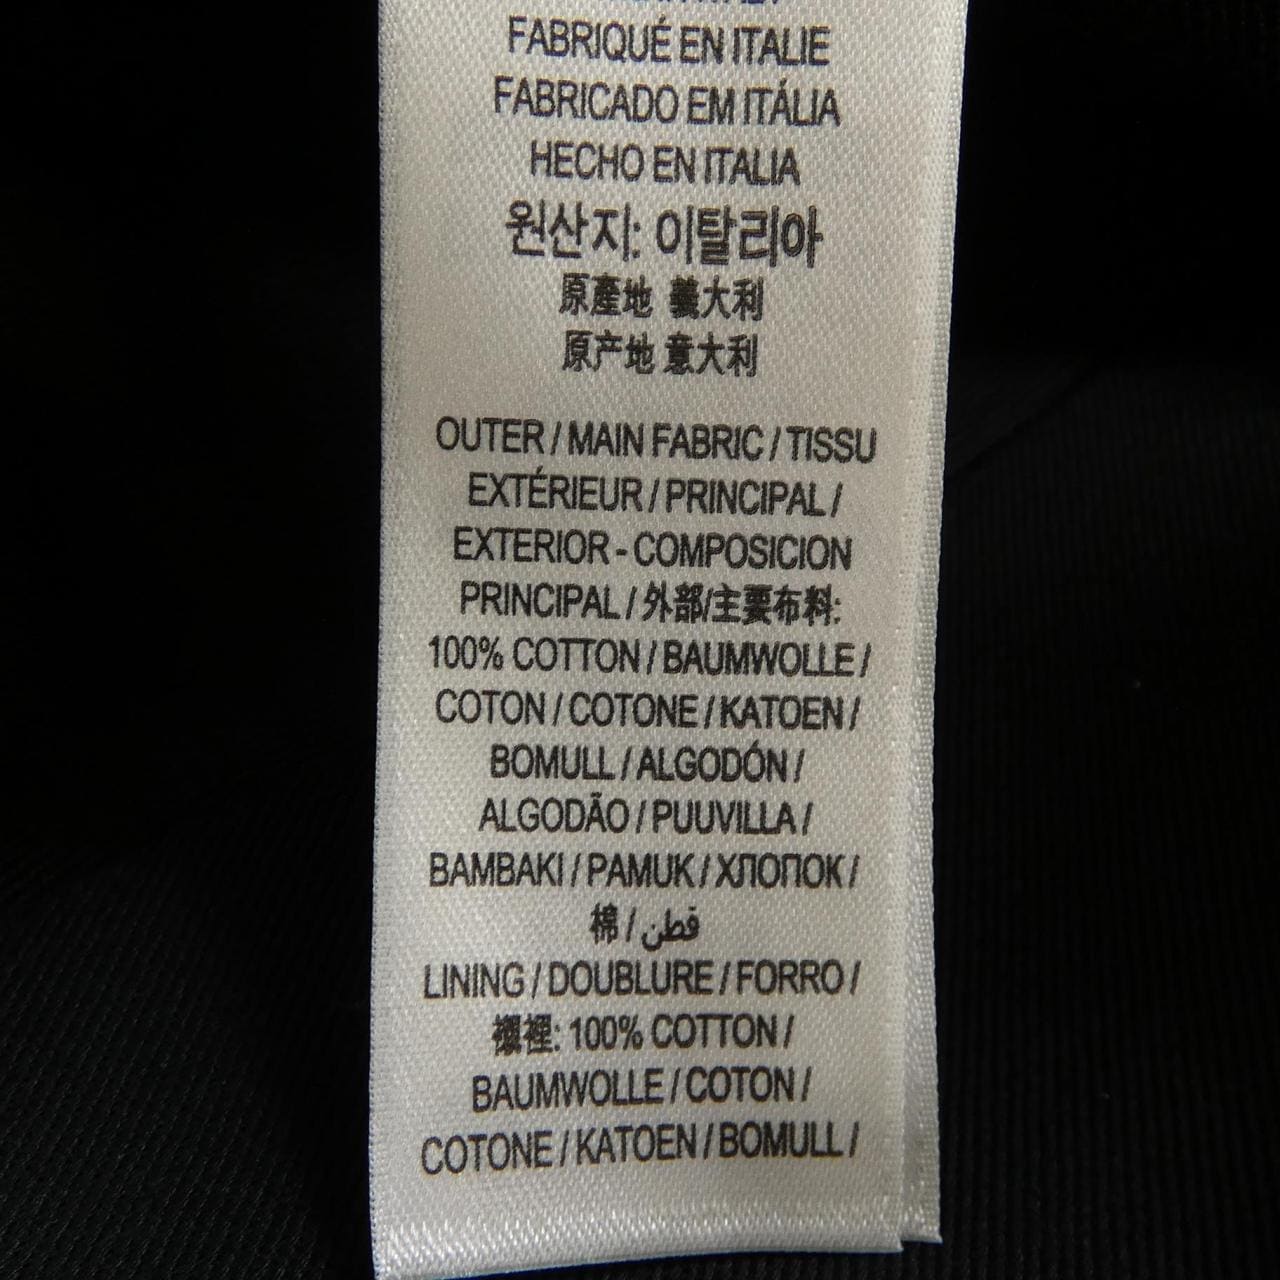 FABRIQUÉ EN ITALIE
FABRICADO EM ITÁLIA
HECHO EN ITALIA
원산지: 이탈리아
原產地 義大利
原产地 意大利
OUTER / MAIN FABRIC / TISSU
EXTÉRIEUR / PRINCIPAL /
EXTERIOR - COMPOSICION
PRINCIPAL / 外部/主要布料:
100% COTTON / BAUMWOLLE /
COTON / COTONE / KATOEN /
BOMULL / ALGODÓN /
ALGODÃO / PUUVILLA /
BAMBAKI / PAMUK / ХЛОПОК /
棉 / قطن
LINING / DOUBLURE / FORRO /
襯裡: 100% COTTON /
BAUMWOLLE / COTON /
COTONE / KATOEN / BOMULL /